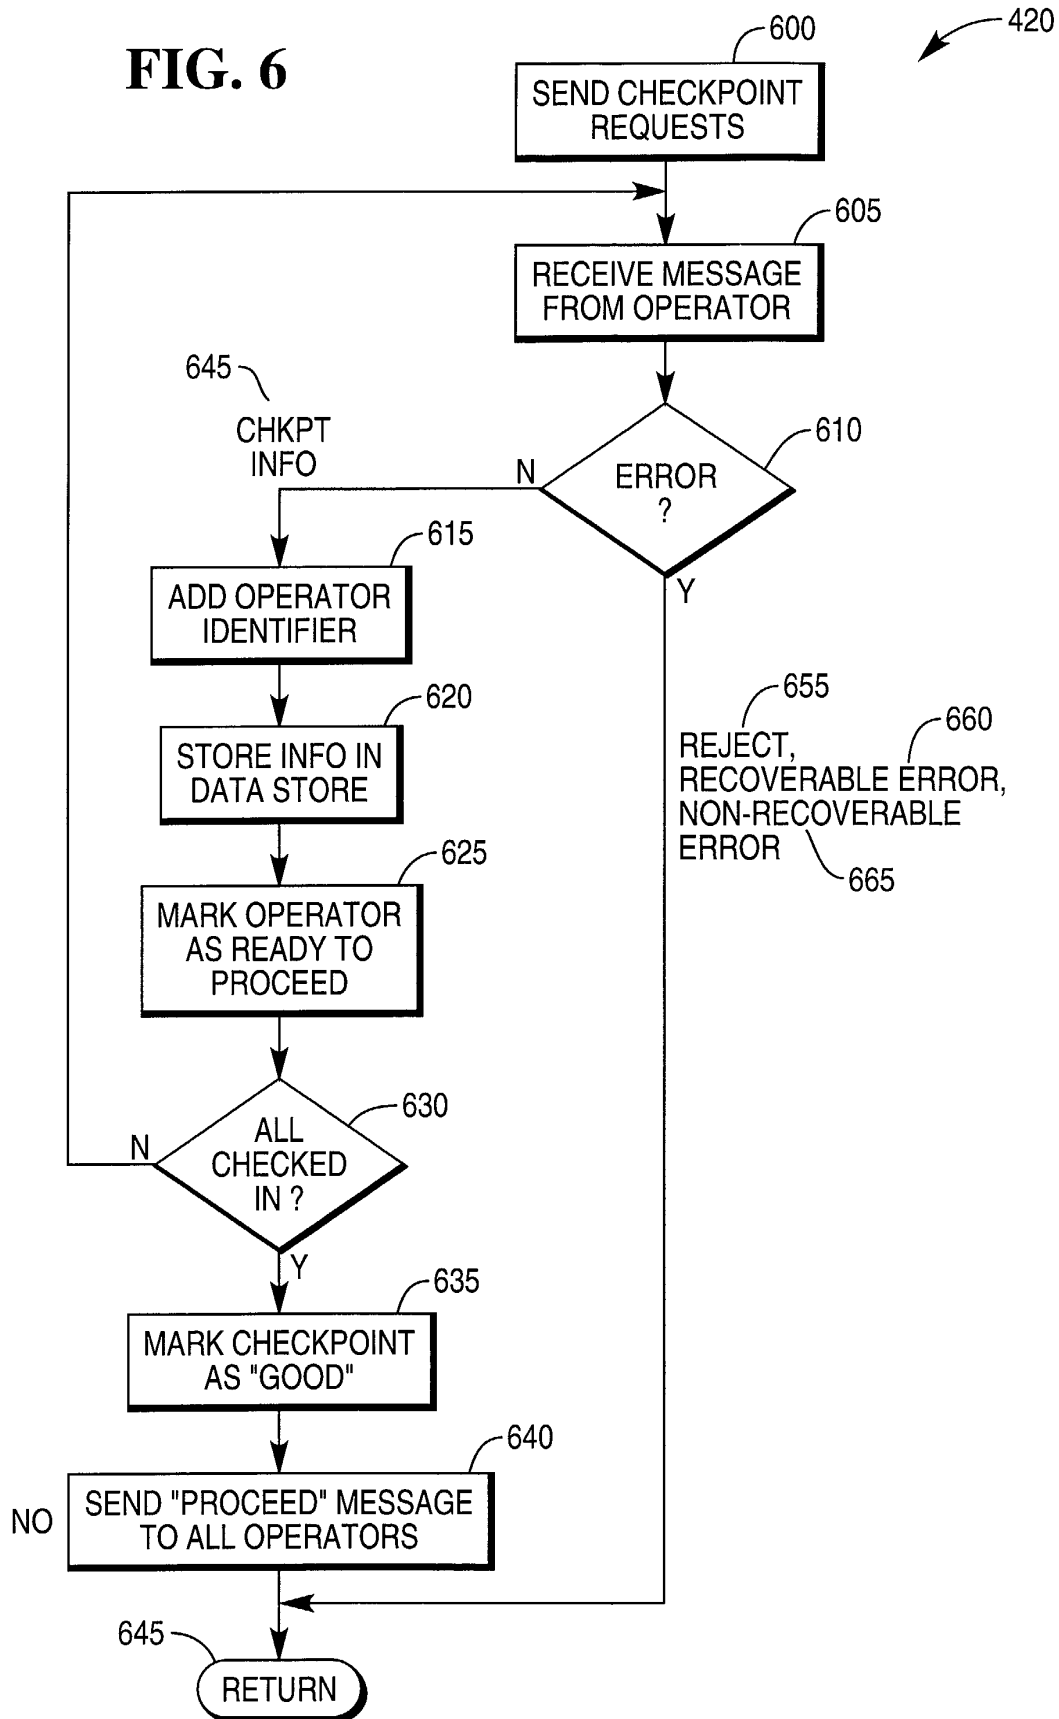 FIG. 6
420
600
SEND CHECKPOINT
REQUESTS
605
RECEIVE MESSAGE
FROM OPERATOR
645
CHKPT
INFO
610
ERROR
?
N
Y
615
ADD OPERATOR
IDENTIFIER
620
STORE INFO IN
DATA STORE
655
660
REJECT,
RECOVERABLE ERROR,
NON-RECOVERABLE
ERROR
665
625
MARK OPERATOR
AS READY TO
PROCEED
630
ALL
CHECKED
IN ?
N
Y
635
MARK CHECKPOINT
AS "GOOD"
640
NO
SEND "PROCEED" MESSAGE
TO ALL OPERATORS
645
RETURN